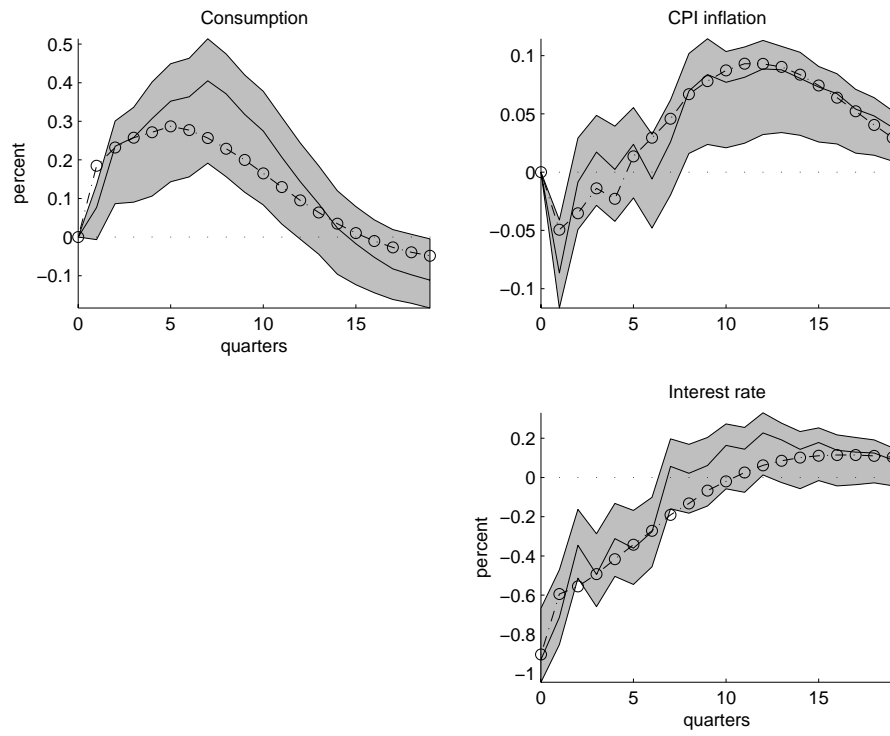 Consumption
0.5
0.4
0.3
0.2
0.1
0
−0.1
percent
0 5 10 15
quarters
CPI inflation
0.1
0.05
0
−0.05
−0.1
0 5 10 15
Interest rate
0.2
0
−0.2
−0.4
−0.6
−0.8
−1
percent
0 5 10 15
quarters